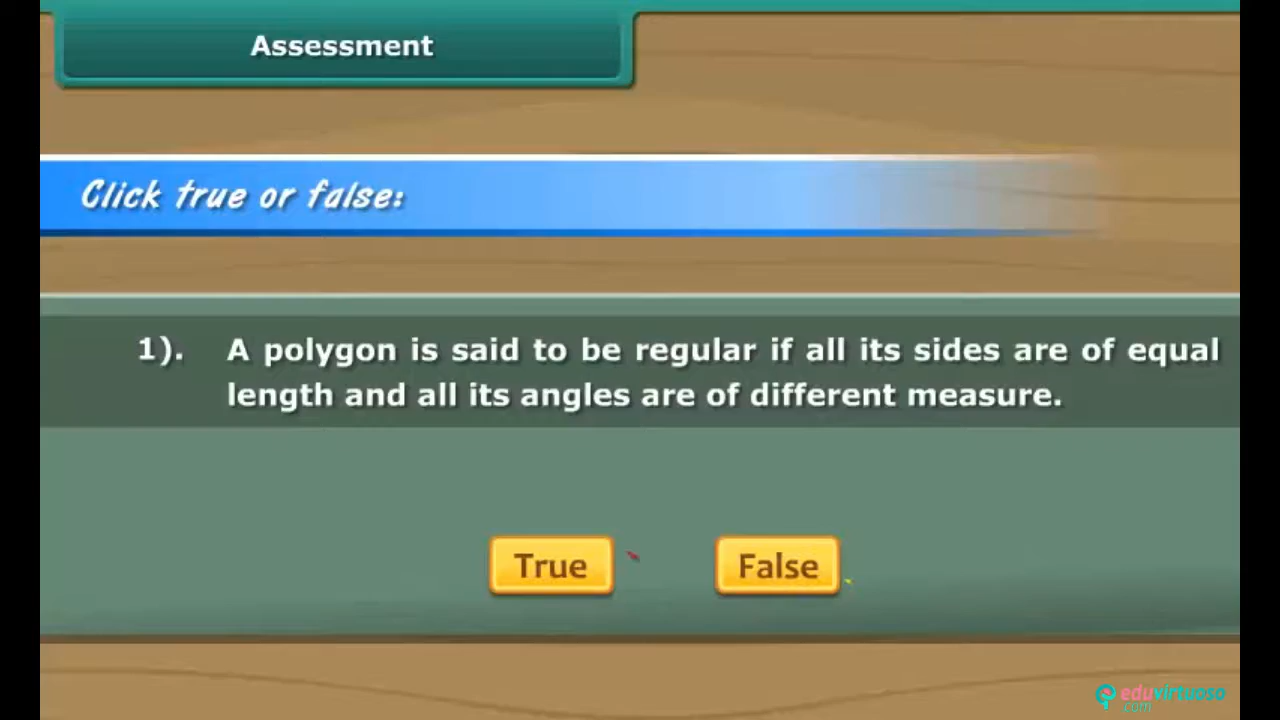 Assessment
Click true or false:
1). A polygon is said to be regular if all its sides are of equal
length and all its angles are of different measure.
True False
eduvirtuoso
.com